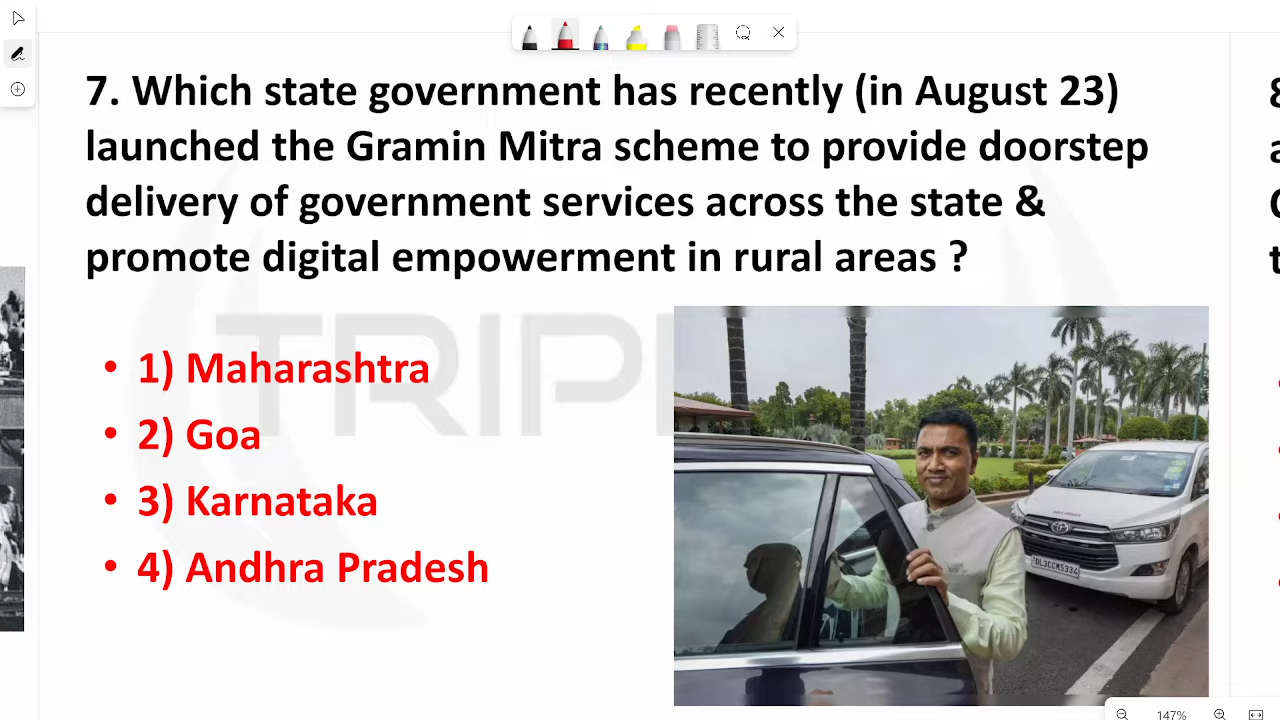 7. Which state government has recently (in August 23)
launched the Gramin Mitra scheme to provide doorstep
delivery of government services across the state &
promote digital empowerment in rural areas ?
• 1) Maharashtra
• 2) Goa
• 3) Karnataka
• 4) Andhra Pradesh
TRIP
DL3CCMS334
147%